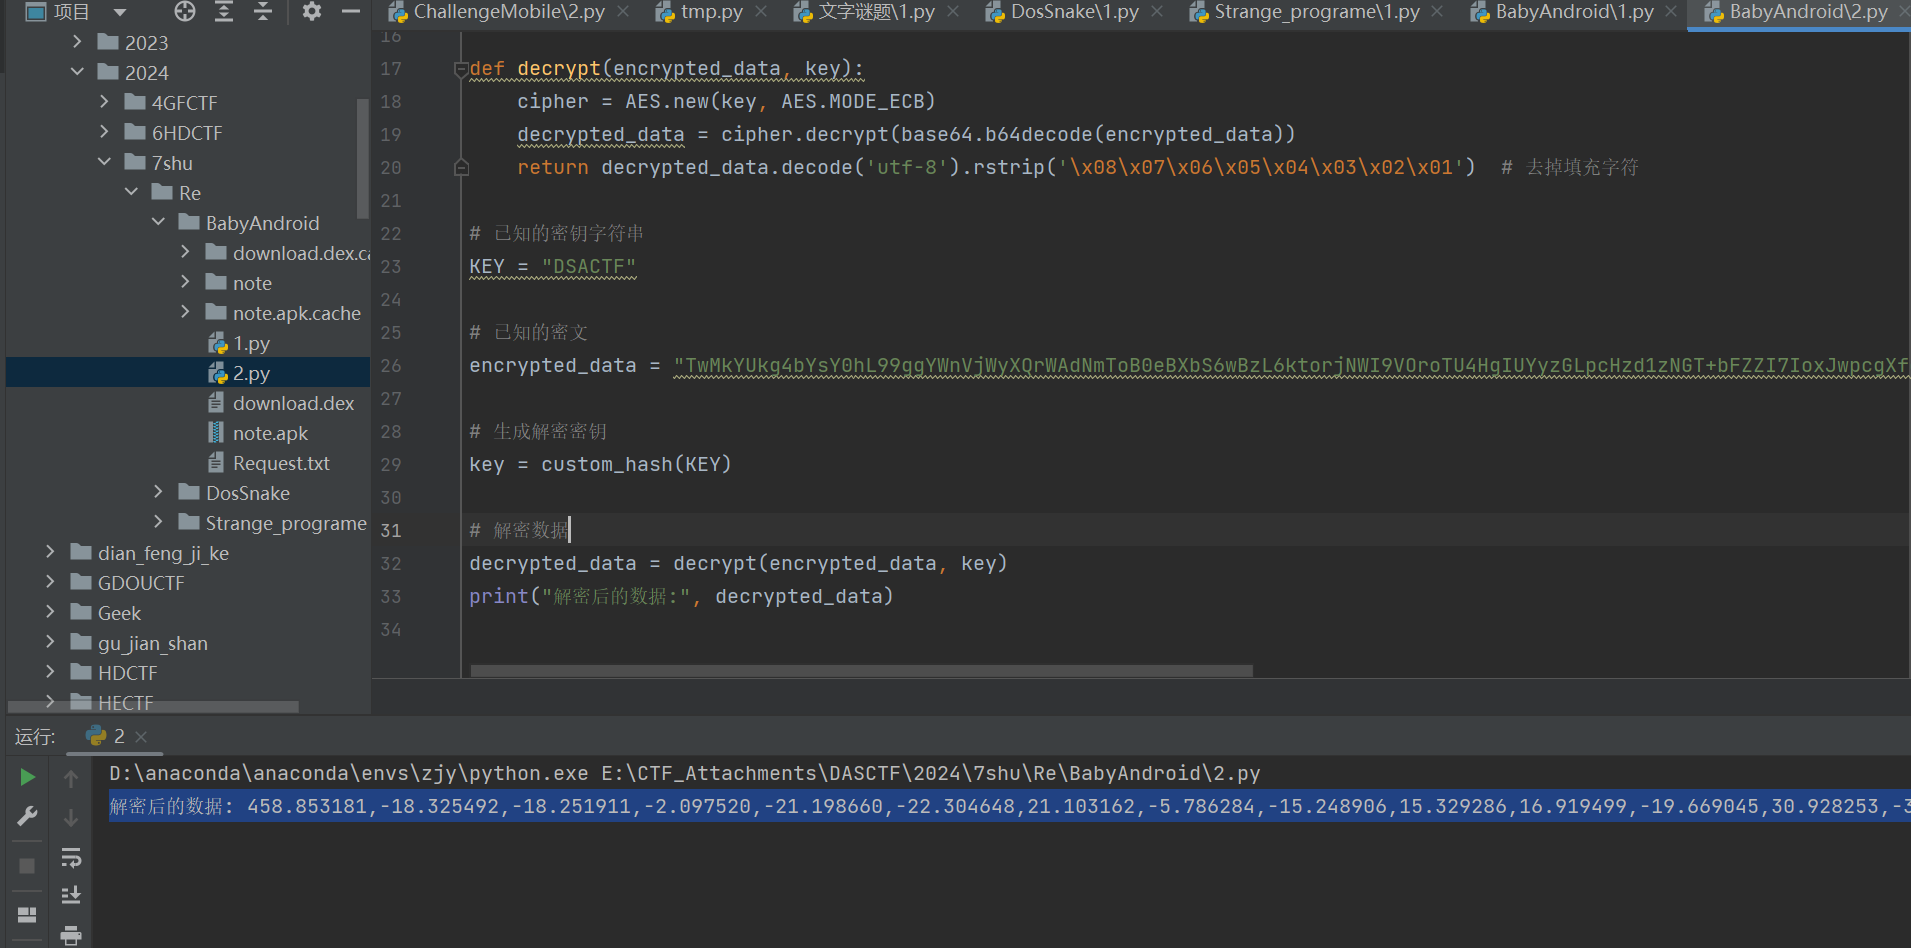 项目
ChallengeMobile\2.py
tmp.py
文字谜题\1.py
DosSnake\1.py
Strange_programe\1.py
BabyAndroid\1.py
BabyAndroid\2.py
2023
2024
4GFCTF
6HDCTF
7shu
Re
BabyAndroid
download.dex.ca
note
note.apk.cache
1.py
2.py
download.dex
note.apk
Request.txt
DosSnake
Strange_programe
dian_feng_ji_ke
GDOUCTF
Geek
gu_jian_shan
HDCTF
HECTF
16
17 def decrypt(encrypted_data, key):
18 cipher = AES.new(key, AES.MODE_ECB)
19 decrypted_data = cipher.decrypt(base64.b64decode(encrypted_data))
20 return decrypted_data.decode('utf-8').rstrip('\x08\x07\x06\x05\x04\x03\x02\x01') # 去掉填充字符
21
22 # 已知的密钥字符串
23 KEY = "DSACTF"
24
25 # 已知的密文
26 encrypted_data = "TwMkYUkg4bYsY0hL99ggYWnVjWyXQrWAdNmToB0eBXbS6wBzL6ktorjNWI9VOroTU4HgIUYyzGLpcHzd1zNGT+bFZZI7IoxJwpcgXf
27
28 # 生成解密密钥
29 key = custom_hash(KEY)
30
31 # 解密数据
32 decrypted_data = decrypt(encrypted_data, key)
33 print("解密后的数据:", decrypted_data)
34
运行: 2
D:\anaconda\anaconda\envs\zjy\python.exe E:\CTF_Attachments\DASCTF\2024\7shu\Re\BabyAndroid\2.py
解密后的数据: 458.853181,-18.325492,-18.251911,-2.097520,-21.198660,-22.304648,21.103162,-5.786284,-15.248906,15.329286,16.919499,-19.669045,30.928253,-3